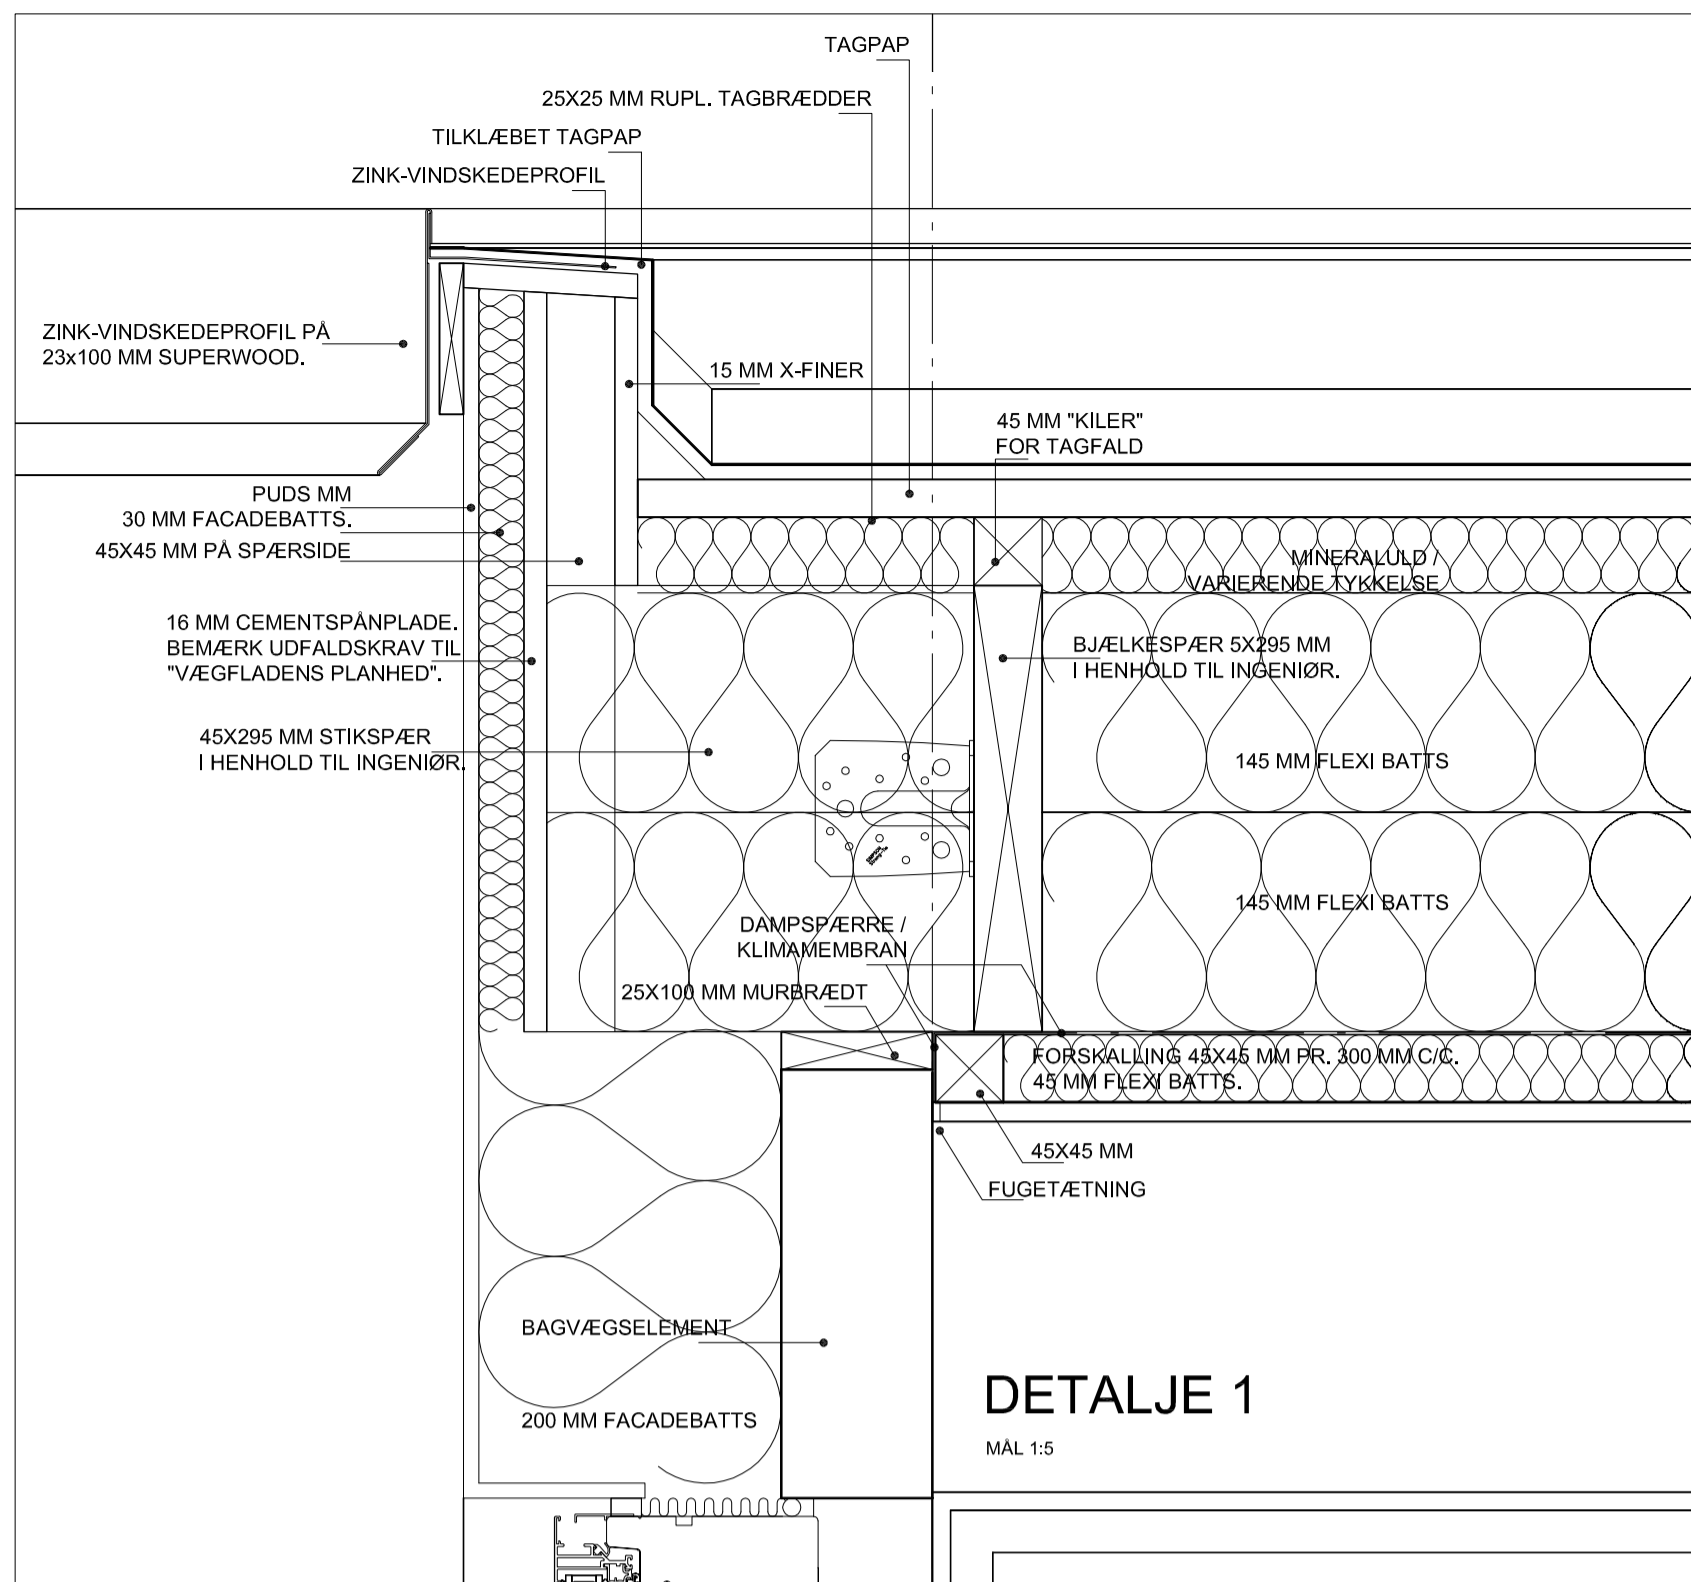 TAGPAP
25X25 MM RUPL. TAGBRÆDDER
TILKLÆBET TAGPAP
ZINK-VINDSKEDEPROFIL
ZINK-VINDSKEDEPROFIL PÅ
23x100 MM SUPERWOOD.
15 MM X-FINER
45 MM "KILER"
FOR TAGFALD
PUDS MM
30 MM FACADEBATTS.
45X45 MM PÅ SPÆRSIDE
MINERALULD /
VARIERENDE TYKKELSE
16 MM CEMENTSPÅNPLADE.
BEMÆRK UDFALDSKRAV TIL
"VÆGFLADENS PLANHED".
BJÆLKESPÆR 5X295 MM
I HENHOLD TIL INGENIØR.
45X295 MM STIKSPÆR
I HENHOLD TIL INGENIØR.
145 MM FLEXI BATTS
145 MM FLEXI BATTS
DAMPSPÆRRE /
KLIMAMEMBRAN
25X100 MM MURBRÆDT
FORSKALLING 45X45 MM PR. 300 MM C/C.
45 MM FLEXI BATTS.
45X45 MM
FUGETÆTNING
BAGVÆGSELEMENT
200 MM FACADEBATTS
DETALJE 1
MÅL 1:5